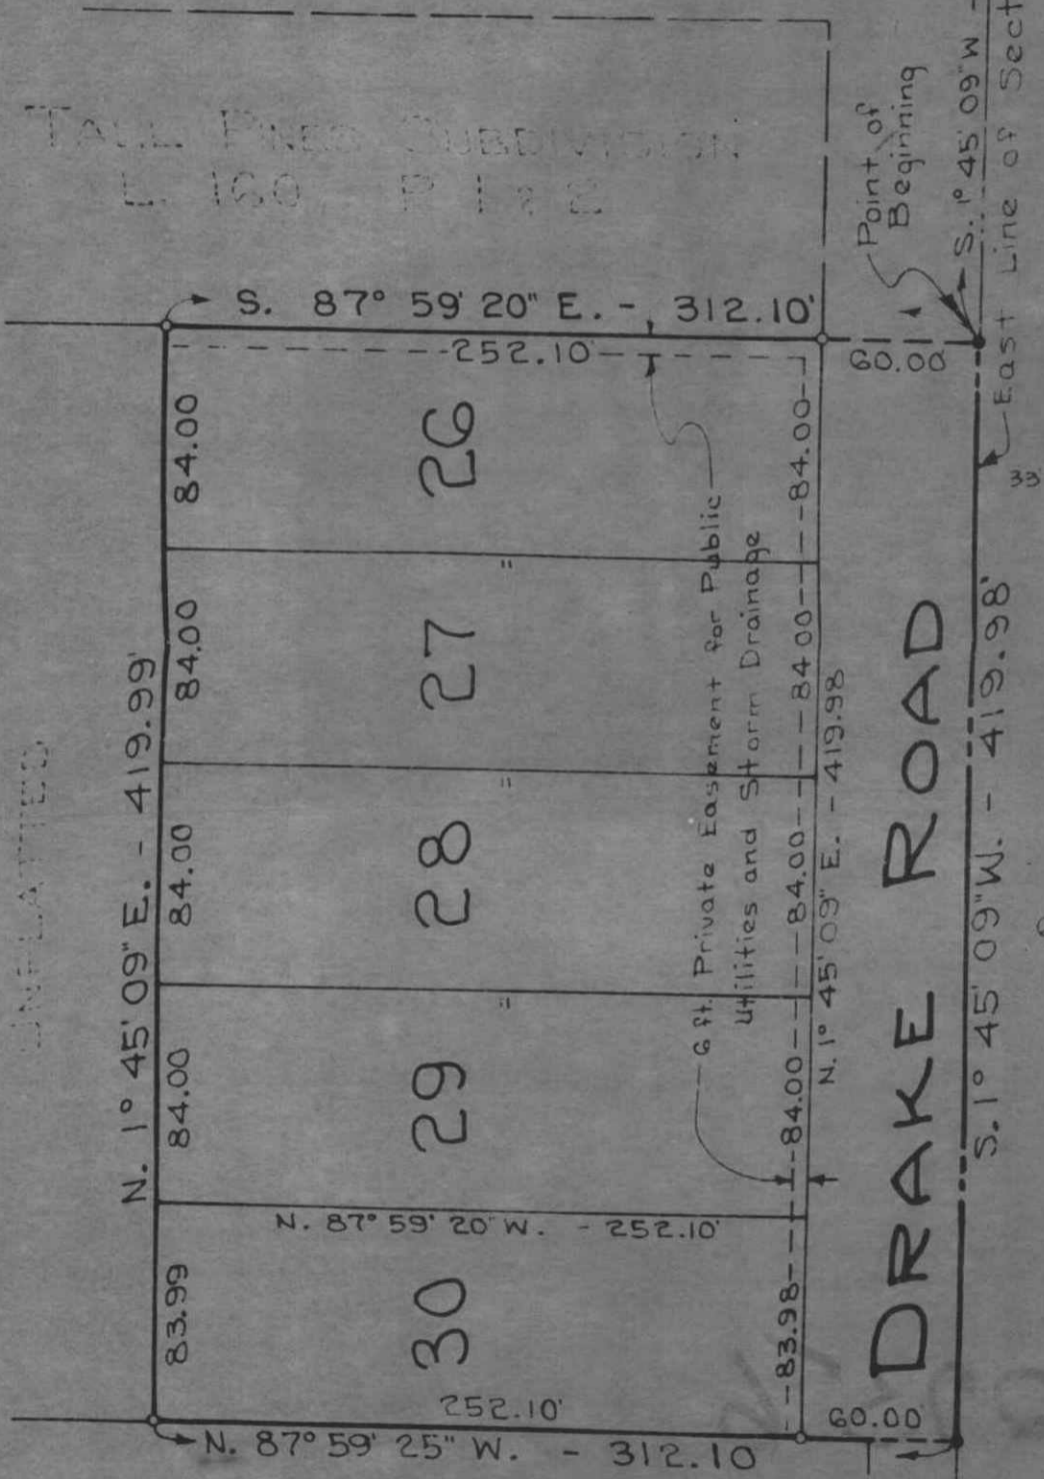 TALL PINES SUBDIVISION
L. 160 P. 1 & 2
Point of
Beginning
S. 1° 45' 09" W -
East Line of Sect
S. 87° 59' 20" E. - 312.10'
252.10
60.00
33
84.00
26
84.00
"
84.00
27
84.00
"
84.00
28
84.00
"
84.00
29
84.00
N. 87° 59' 20" W. - 252.10'
83.99
30
83.98
252.10'
60.00
N. 87° 59' 25" W. - 312.10
N. 1° 45' 09" E. - 419.99'
UNPLATTED
6 ft. Private Easement for Public
Utilities and Storm Drainage
N. 1° 45' 09" E. - 419.98
DRAKE ROAD
S. 1° 45' 09" W. - 419.98'